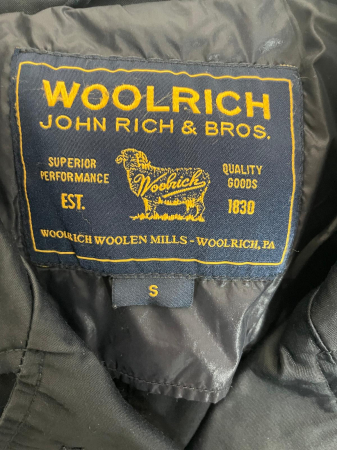 WOOLRICH
JOHN RICH & BROS.
SUPERIOR
PERFORMANCE
EST.
Woolrich
QUALITY
GOODS
1830
WOOLRICH WOOLEN MILLS - WOOLRICH, PA
S